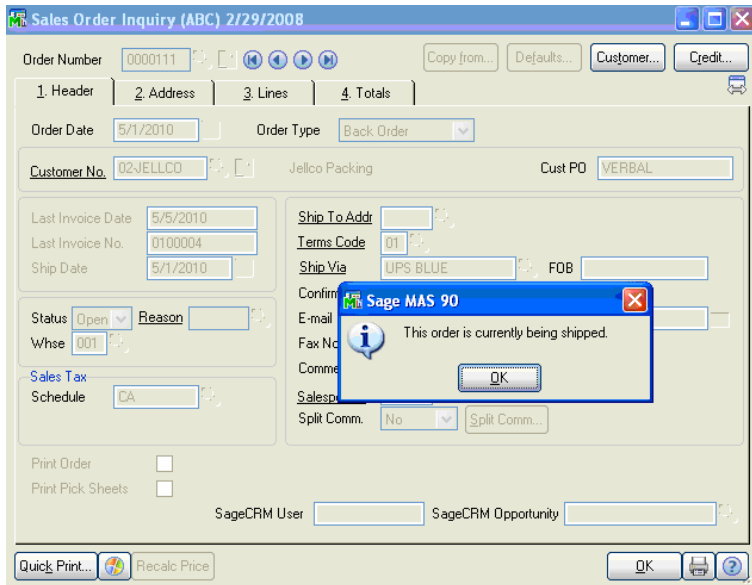 Sales Order Inquiry (ABC) 2/29/2008
Order Number 0000111 Copy from... Defaults... Customer... Credit...
1. Header 2. Address 3. Lines 4. Totals
Order Date 5/1/2010 Order Type Back Order
Customer No. 02-JELLCO Jellco Packing Cust PO VERBAL
Last Invoice Date 5/5/2010 Ship To Addr
Last Invoice No. 0100004 Terms Code 01
Ship Date 5/1/2010 Ship Via UPS BLUE FOB
Confirm
Sage MAS 90
Status Open Reason E-mail
This order is currently being shipped.
Whse 001 Fax No
Sales Tax Comme
OK
Schedule CA Salesp
Split Comm. No Split Comm...
Print Order
Print Pick Sheets
SageCRM User SageCRM Opportunity
Quick Print... Recalc Price OK